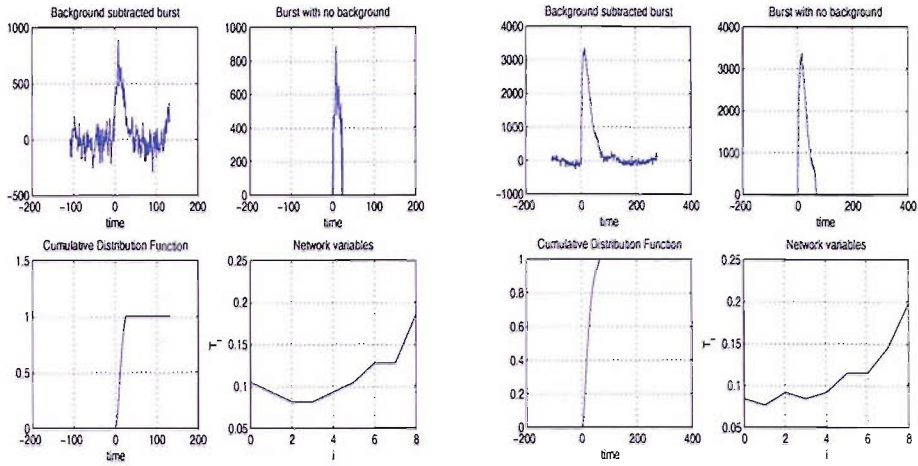 Background subtracted burst
1000
500
0
-500
-200 -100 0 100 200
time
Burst with no background
1000
800
600
400
200
0
-200 0 200
time
Background subtracted burst
4000
3000
2000
1000
0
-1000
-200 0 200 400
time
Burst with no background
4000
3000
2000
1000
0
-200 0 200 400
time
Cumulative Distribution Function
1.5
1
0.5
0
-200 -100 0 100 200
time
Network variables
0.25
0.2
0.15
0.1
0.05
T_i
0 2 4 6 8
i
Cumulative Distribution Function
1
0.8
0.6
0.4
0.2
0
-200 0 200 400
time
Network variables
0.25
0.2
0.15
0.1
0.05
T_i
0 2 4 6 8
i